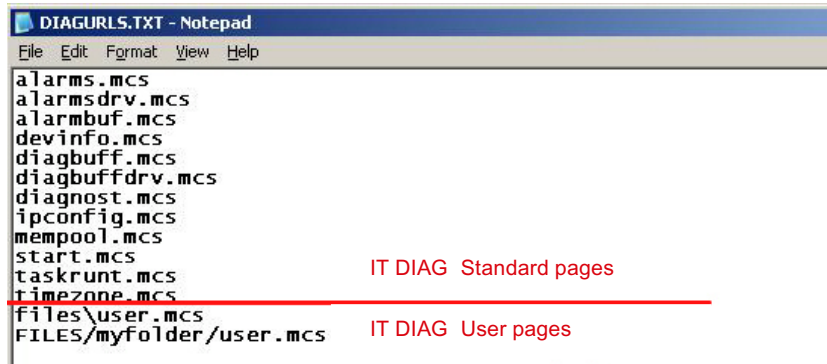 DIAGURLS.TXT - Notepad
File Edit Format View Help
alarms.mcs
alarmsdrv.mcs
alarmbuf.mcs
devinfo.mcs
diagbuff.mcs
diagbuffdrv.mcs
diagnost.mcs
ipconfig.mcs
mempool.mcs
start.mcs
taskrunt.mcs
IT DIAG Standard pages
timezone.mcs
files\user.mcs
FILES/myfolder/user.mcs
IT DIAG User pages